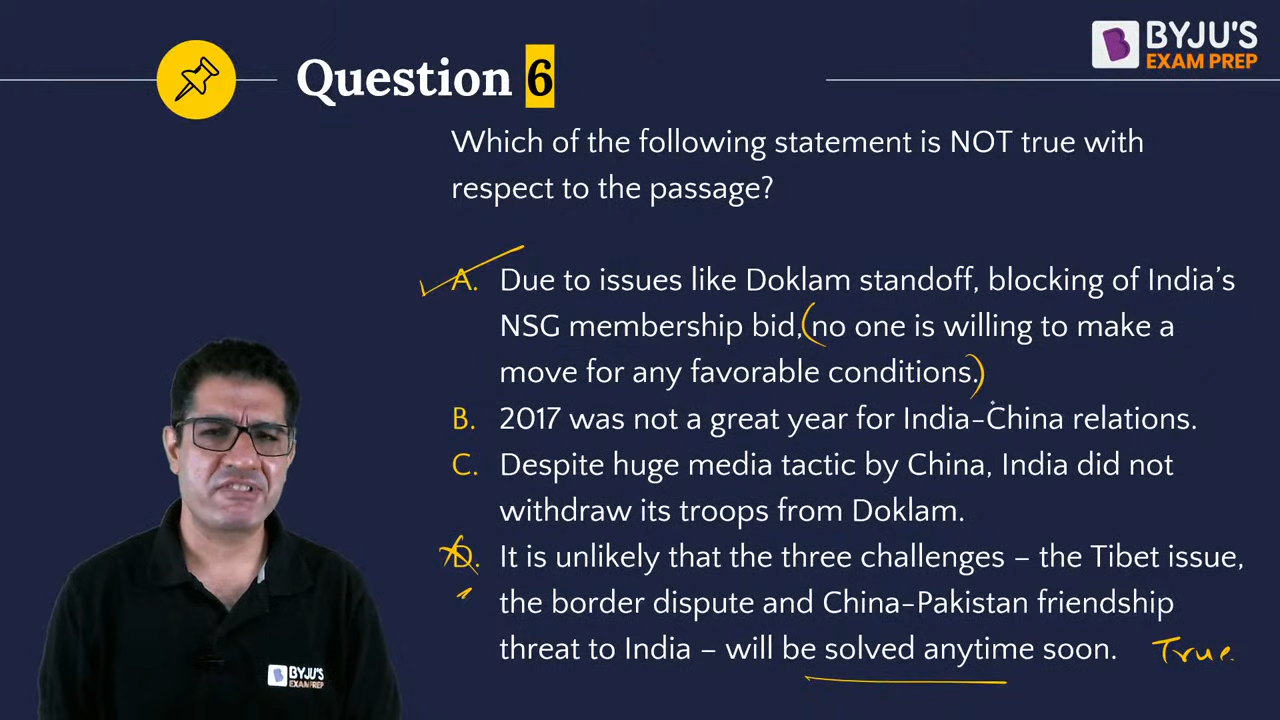 BYJU'S
EXAM PREP
Question 6
Which of the following statement is NOT true with
respect to the passage?
A. Due to issues like Doklam standoff, blocking of India's
NSG membership bid, (no one is willing to make a
move for any favorable conditions.)
B. 2017 was not a great year for India-China relations.
C. Despite huge media tactic by China, India did not
withdraw its troops from Doklam.
D. It is unlikely that the three challenges – the Tibet issue,
the border dispute and China-Pakistan friendship
threat to India – will be solved anytime soon. True.
BYJU'S
EXAM PREP